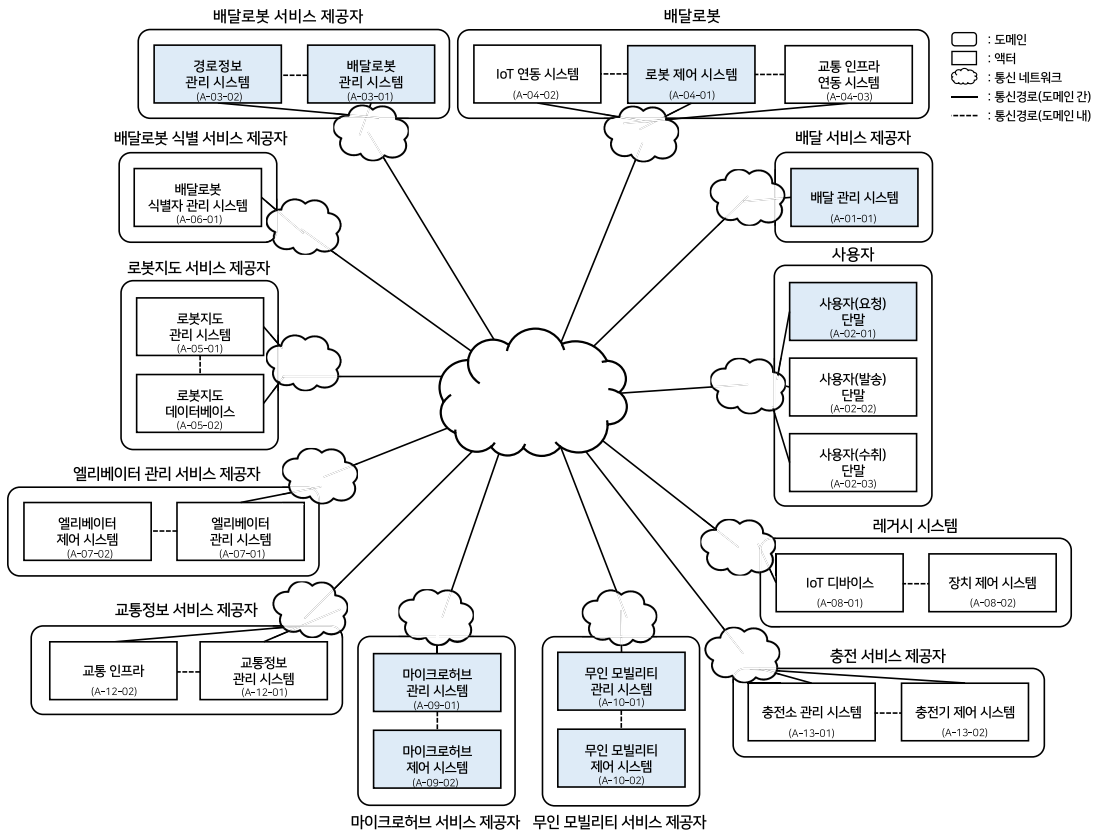 배달로봇 서비스 제공자
경로정보
관리 시스템
(A-03-02)
배달로봇
관리 시스템
(A-03-01)
배달로봇
IoT 연동 시스템
(A-04-02)
로봇 제어 시스템
(A-04-01)
교통 인프라
연동 시스템
(A-04-03)
: 도메인
: 액터
: 통신 네트워크
: 통신경로(도메인 간)
: 통신경로(도메인 내)
배달로봇 식별 서비스 제공자
배달로봇
식별자 관리 시스템
(A-06-01)
배달 서비스 제공자
배달 관리 시스템
(A-01-01)
로봇지도 서비스 제공자
로봇지도
관리 시스템
(A-05-01)
로봇지도
데이터베이스
(A-05-02)
사용자
사용자(요청)
단말
(A-02-01)
사용자(발송)
단말
(A-02-02)
사용자(수취)
단말
(A-02-03)
엘리베이터 관리 서비스 제공자
엘리베이터
제어 시스템
(A-07-02)
엘리베이터
관리 시스템
(A-07-01)
레거시 시스템
IoT 디바이스
(A-08-01)
장치 제어 시스템
(A-08-02)
교통정보 서비스 제공자
교통 인프라
(A-12-02)
교통정보
관리 시스템
(A-12-01)
마이크로허브
관리 시스템
(A-09-01)
마이크로허브
제어 시스템
(A-09-02)
마이크로허브 서비스 제공자
무인 모빌리티
관리 시스템
(A-10-01)
무인 모빌리티
제어 시스템
(A-10-02)
무인 모빌리티 서비스 제공자
충전 서비스 제공자
충전소 관리 시스템
(A-13-01)
충전기 제어 시스템
(A-13-02)